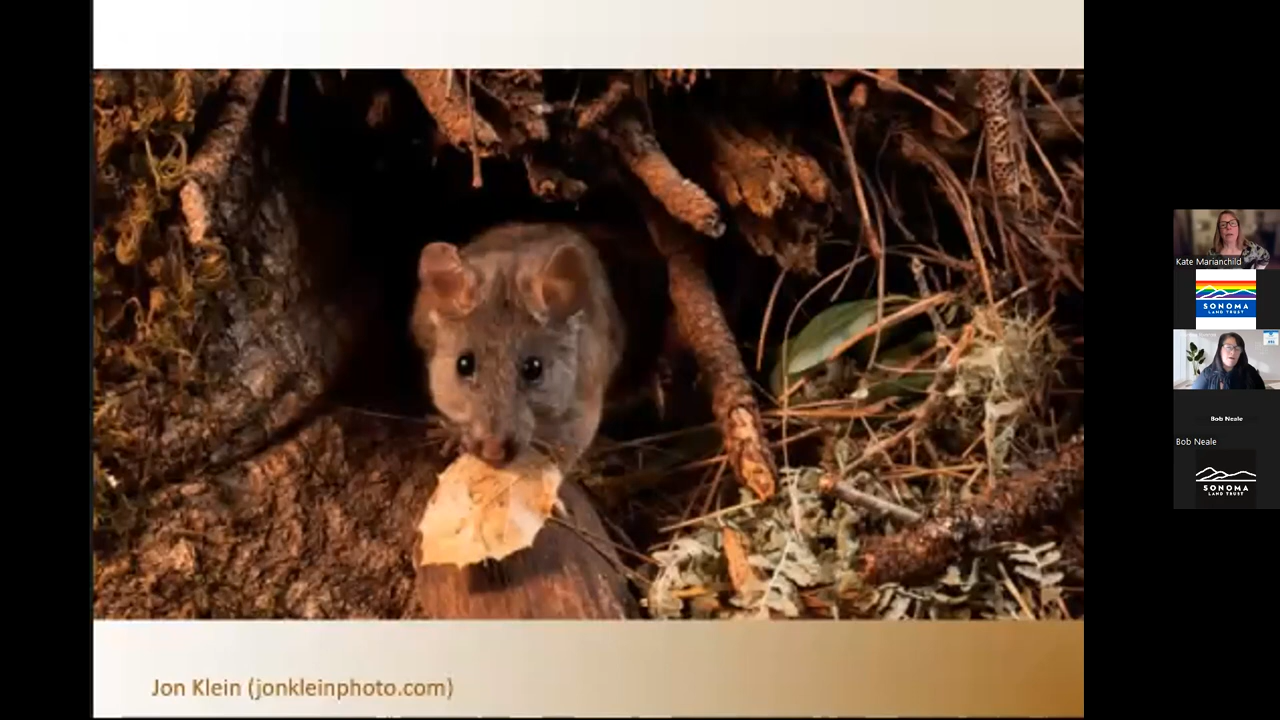 Jon Klein (jonkleinphoto.com)
Kate Marianchild
SONOMA
LAND TRUST
Bob Neale
Bob Neale
SONOMA
LAND TRUST